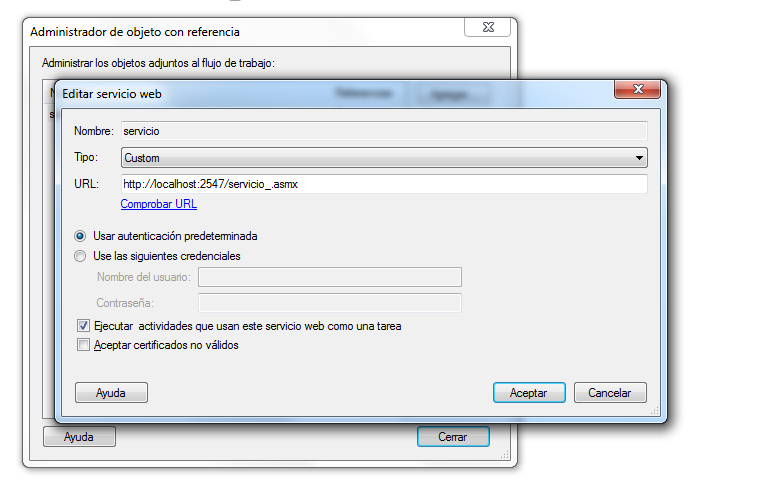 Administrador de objeto con referencia
Administrar los objetos adjuntos al flujo de trabajo:
Editar servicio web
Nombre: servicio
Tipo: Custom
URL: http://localhost:2547/servicio_.asmx
Comprobar URL
Usar autenticación predeterminada
Use las siguientes credenciales
Nombre del usuario:
Contraseña:
Ejecutar actividades que usan este servicio web como una tarea
Aceptar certificados no válidos
Ayuda Aceptar Cancelar
Ayuda Cerrar